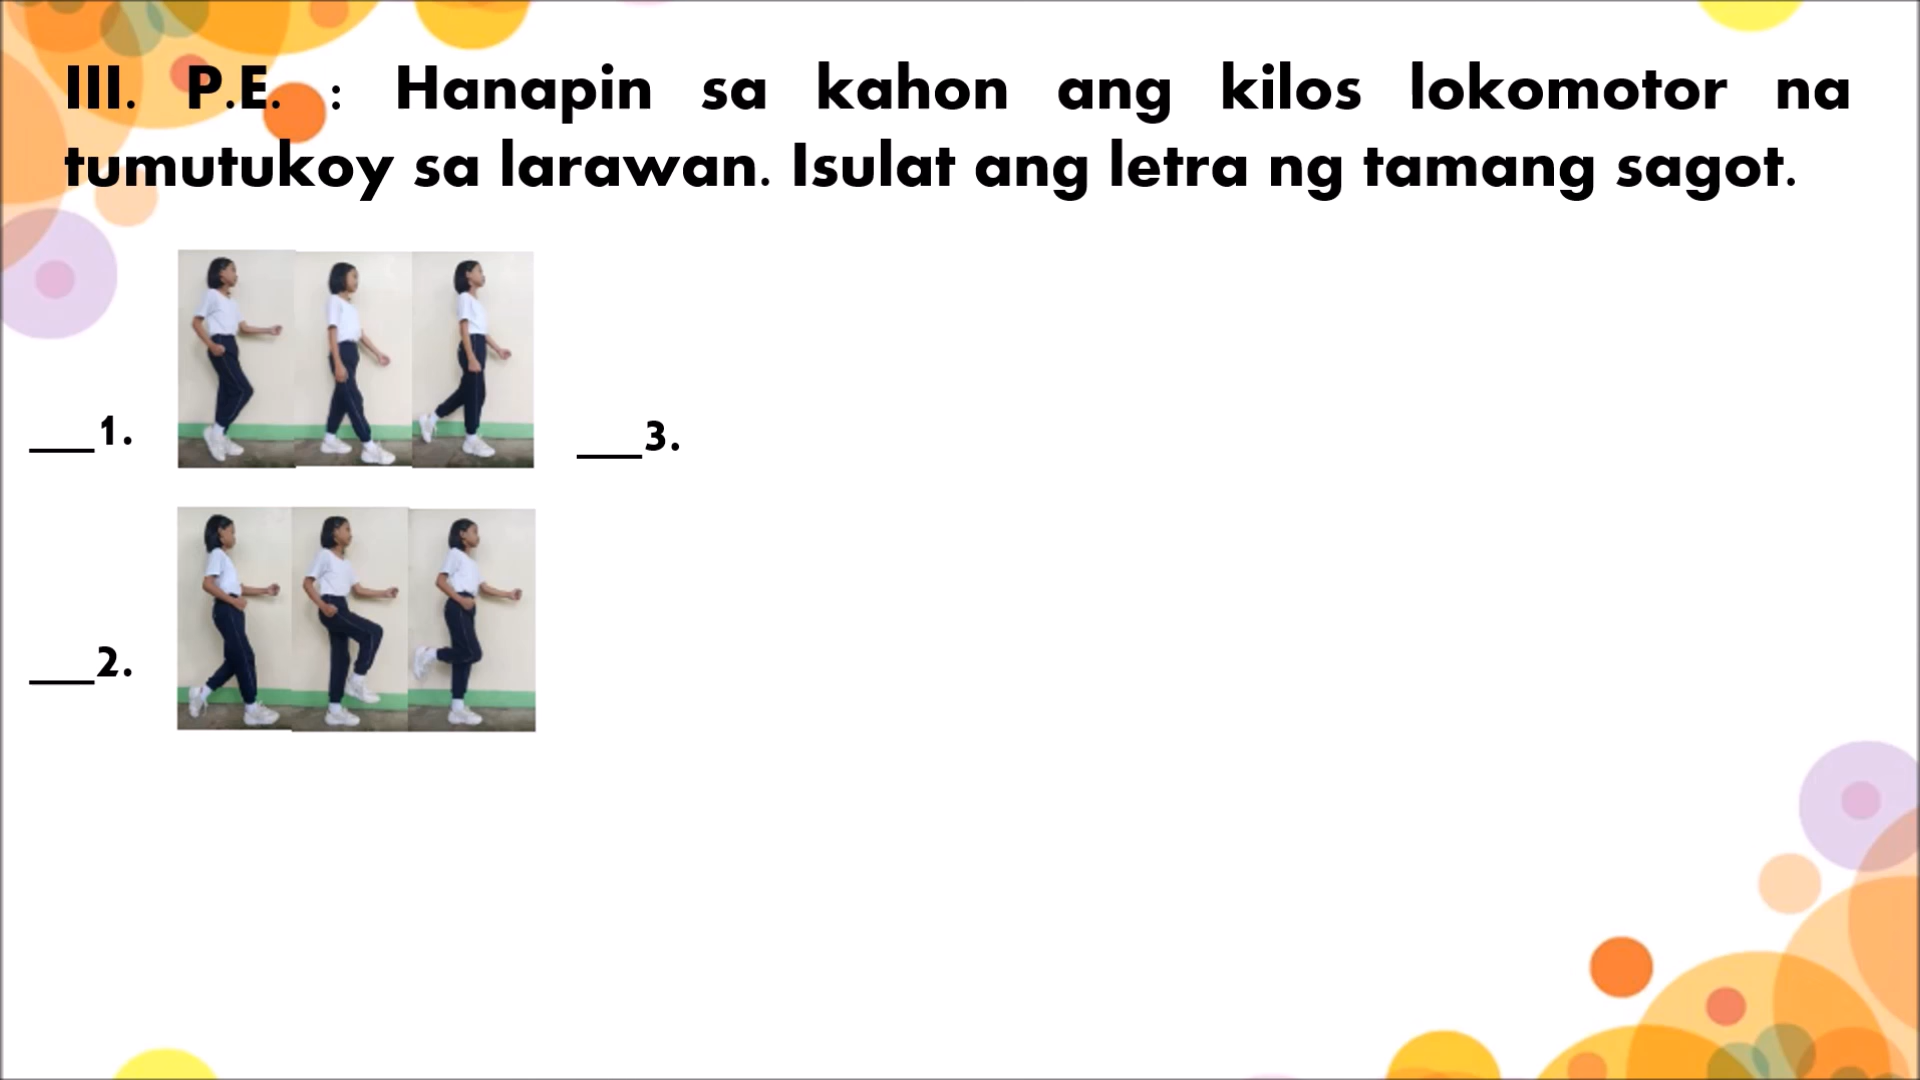 III. P.E. : Hanapin sa kahon ang kilos lokomotor na
tumutukoy sa larawan. Isulat ang letra ng tamang sagot.
___1.
___3.
___2.